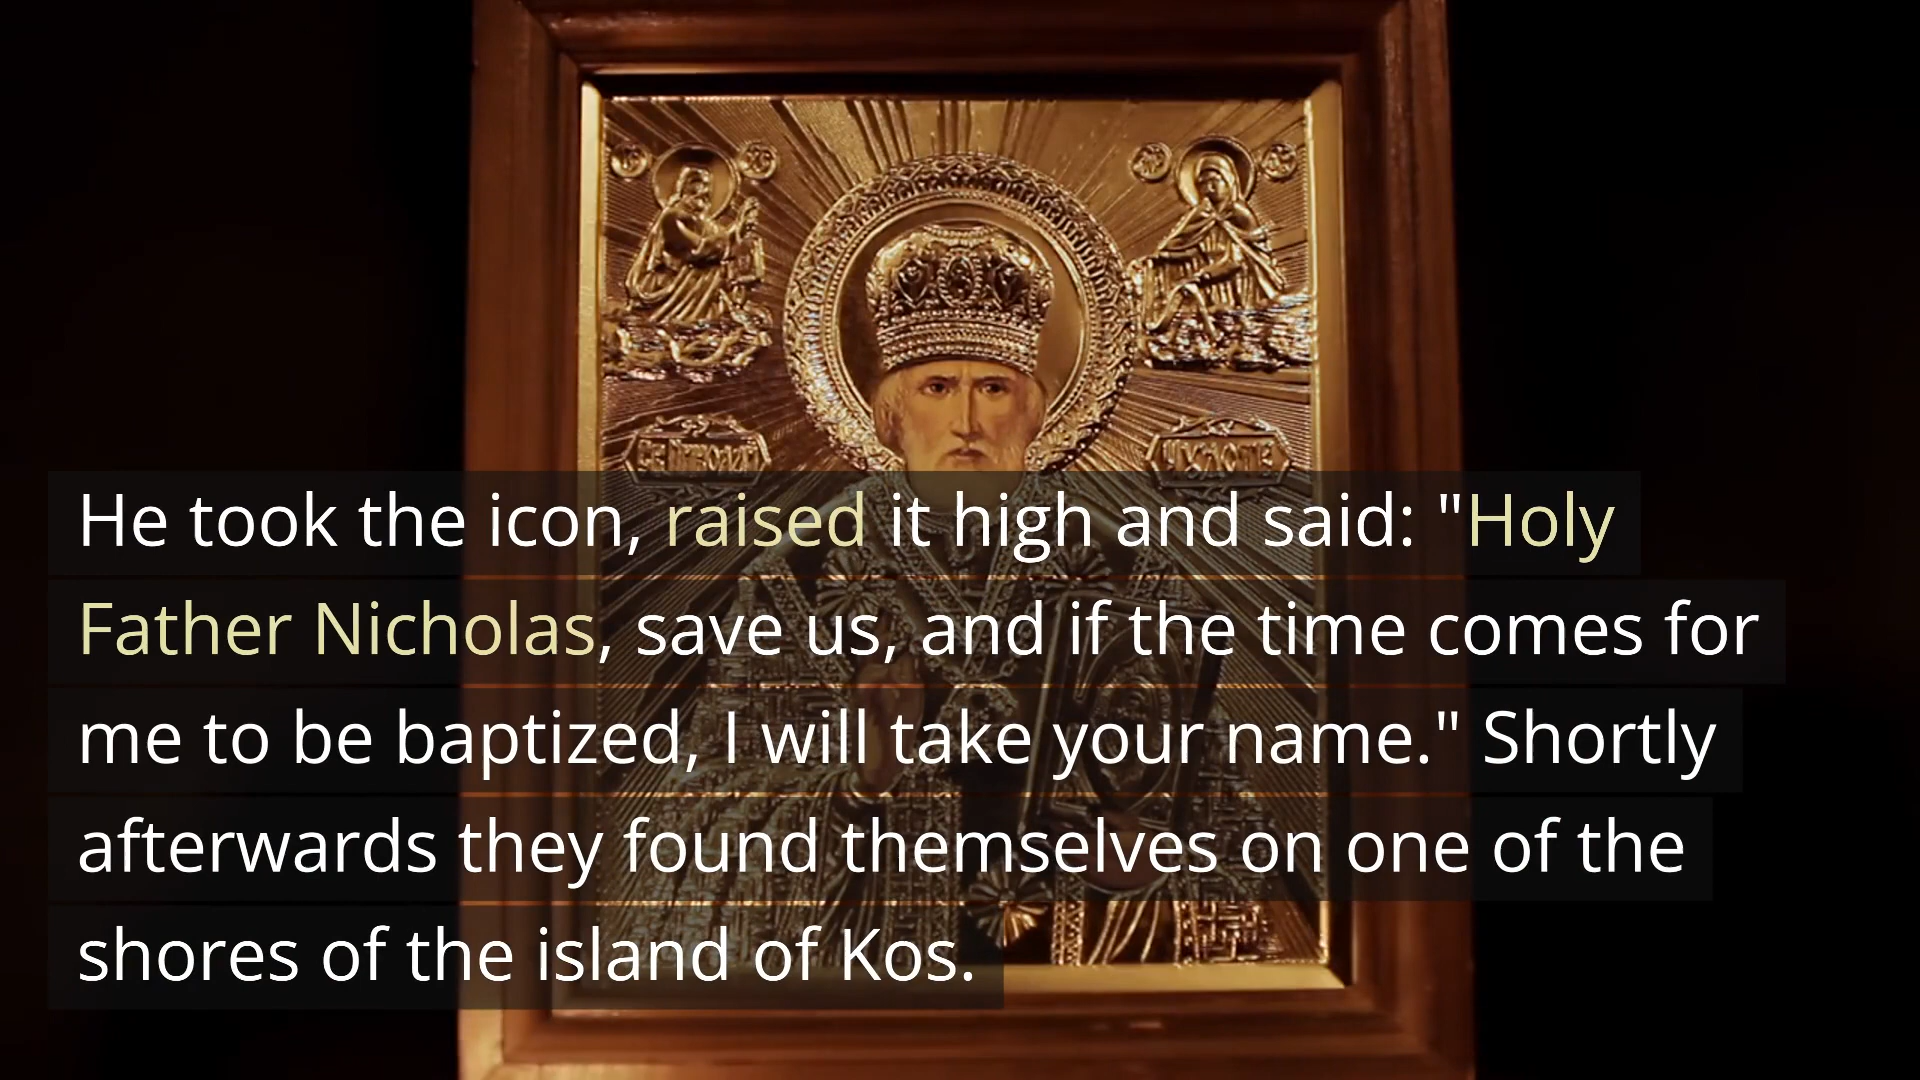 He took the icon, raised it high and said: "Holy
Father Nicholas, save us, and if the time comes for
me to be baptized, I will take your name." Shortly
afterwards they found themselves on one of the
shores of the island of Kos.